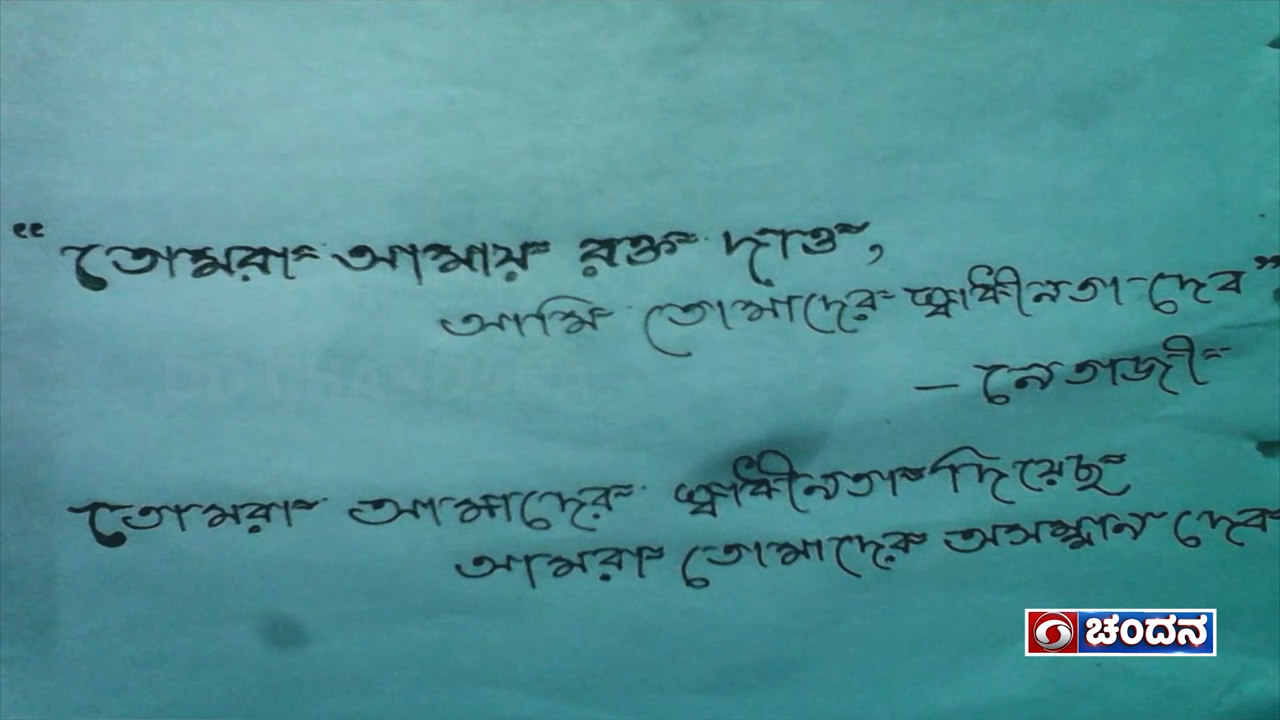 “তোমরা আমায় রক্ত দাও,
আমি তোমাদের স্বাধীনতা দেব”
– নেতাজী
তোমরা আমাদের স্বাধীনতা দিয়েছ
আমরা তোমাদের অসম্মান দেব
ಚಂದನ